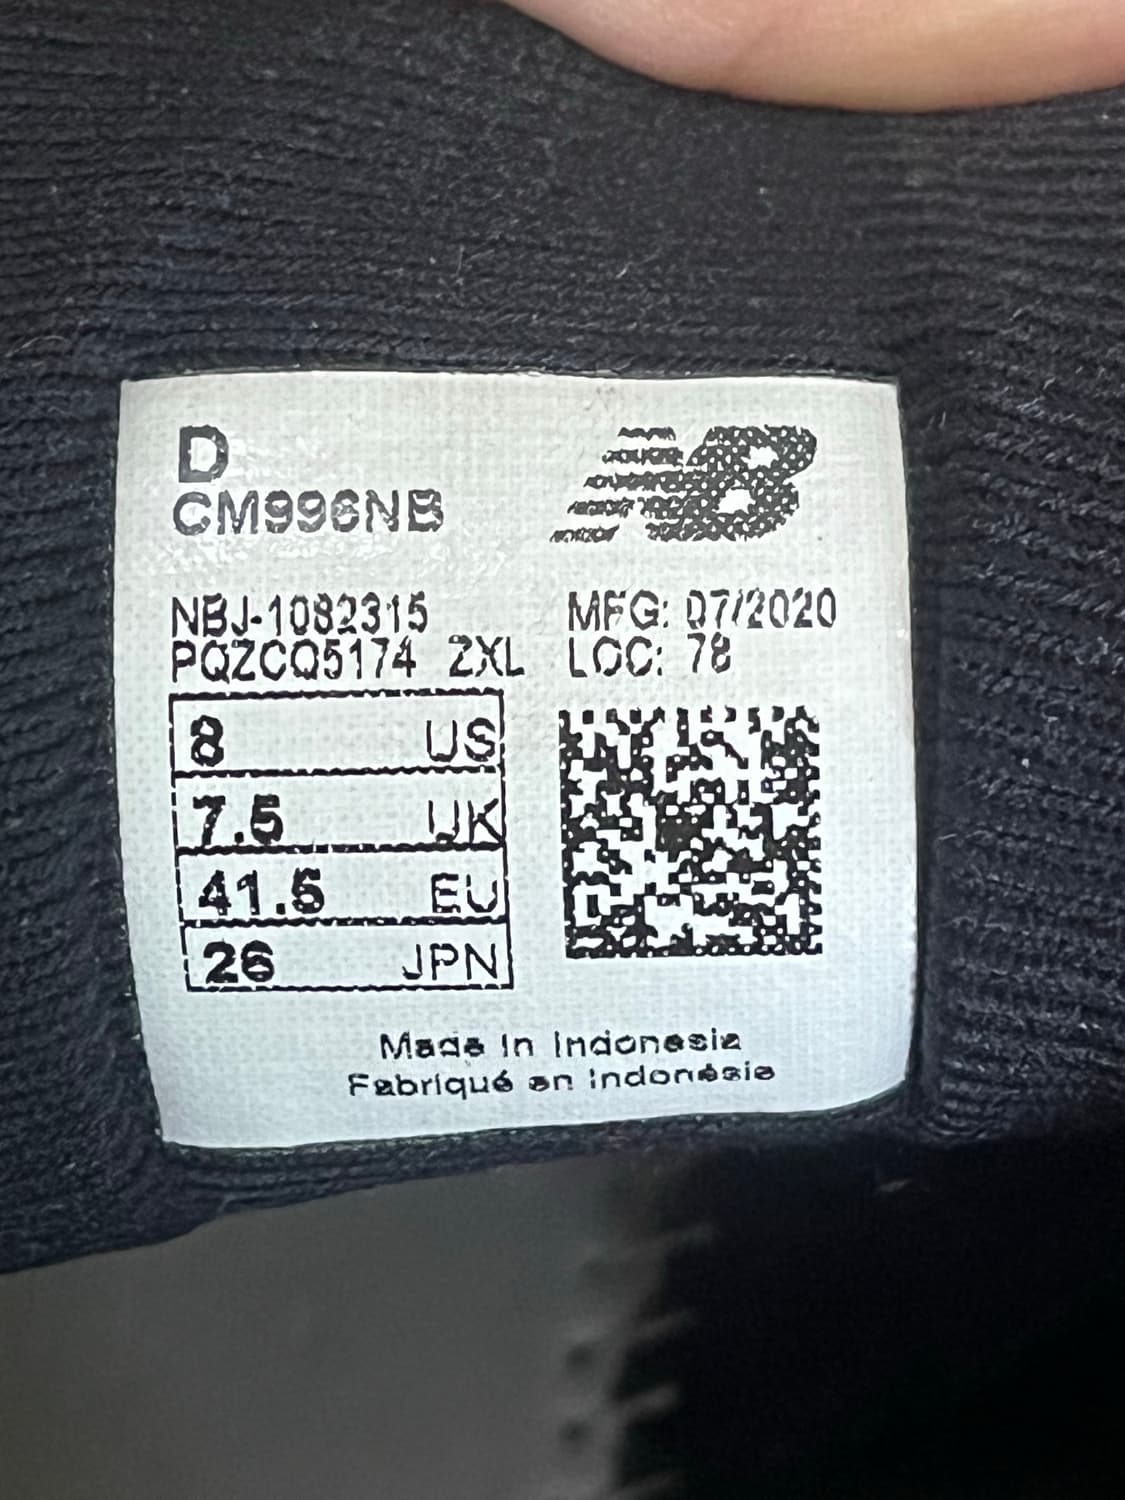 D
CM996NB
NBJ-1082315
PQZCQ5174 2XL
MFG: 07/2020
LOC: 78
8 US
7.5 UK
41.5 EU
26 JPN
Made in Indonesia
Fabriqué en Indonésie